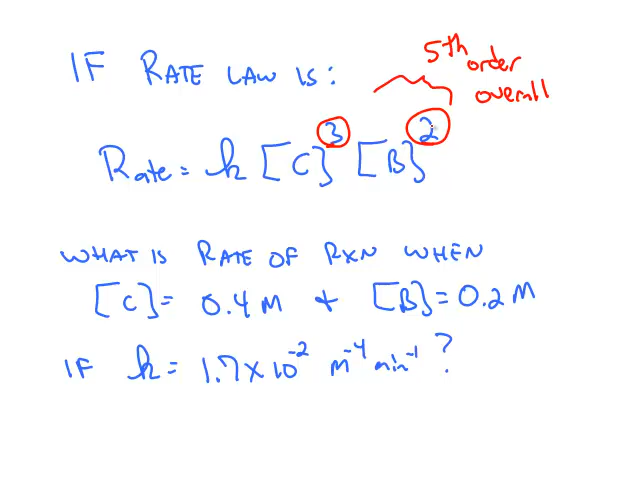 5th
order
overall
IF RATE LAW IS:
Rate = k [C]³ [B]²
WHAT IS RATE OF RXN WHEN
[C] = 0.4 M + [B] = 0.2 M
IF k = 1.7 x 10⁻² M⁻⁴ min⁻¹ ?